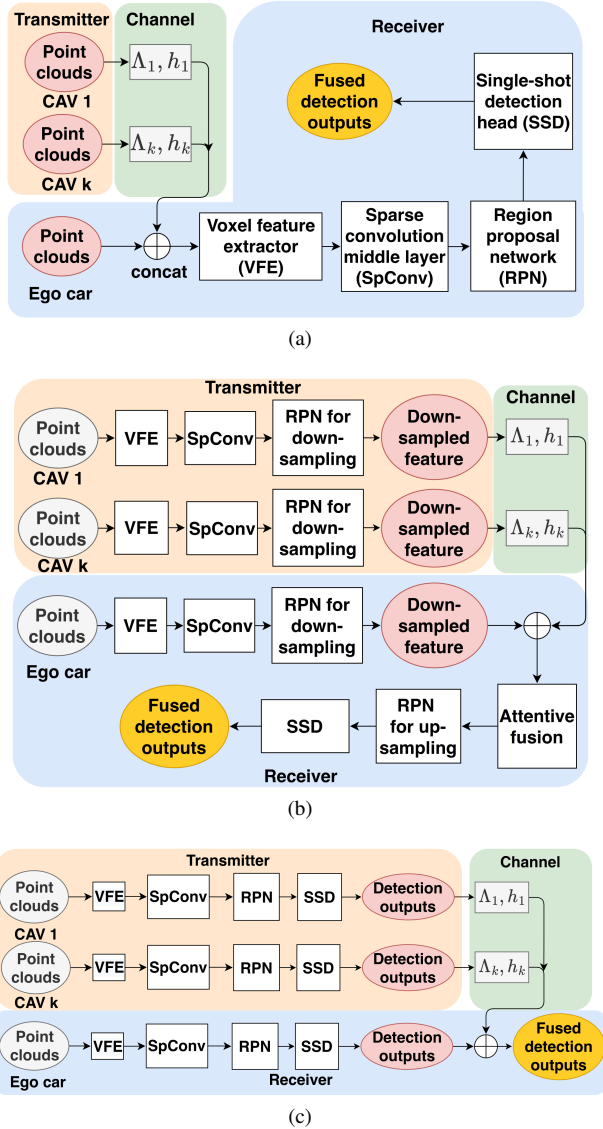 Transmitter
Channel
Receiver
Point
clouds
CAV 1
Λ₁, h₁
Point
clouds
CAV k
Λₖ, hₖ
Fused
detection
outputs
Single-shot
detection
head (SSD)
Point
clouds
Ego car
concat
Voxel feature
extractor
(VFE)
Sparse
convolution
middle layer
(SpConv)
Region
proposal
network
(RPN)
(a)
Transmitter
Channel
Point
clouds
CAV 1
VFE
SpConv
RPN for
down-
sampling
Down-
sampled
feature
Λ₁, h₁
Point
clouds
CAV k
VFE
SpConv
RPN for
down-
sampling
Down-
sampled
feature
Λₖ, hₖ
Point
clouds
Ego car
VFE
SpConv
RPN for
down-
sampling
Down-
sampled
feature
Fused
detection
outputs
SSD
RPN
for up-
sampling
Attentive
fusion
Receiver
(b)
Transmitter
Channel
Point
clouds
CAV 1
VFE
SpConv
RPN
SSD
Detection
outputs
Λ₁, h₁
Point
clouds
CAV k
VFE
SpConv
RPN
SSD
Detection
outputs
Λₖ, hₖ
Point
clouds
Ego car
VFE
SpConv
RPN
SSD
Detection
outputs
Fused
detection
outputs
Receiver
(c)